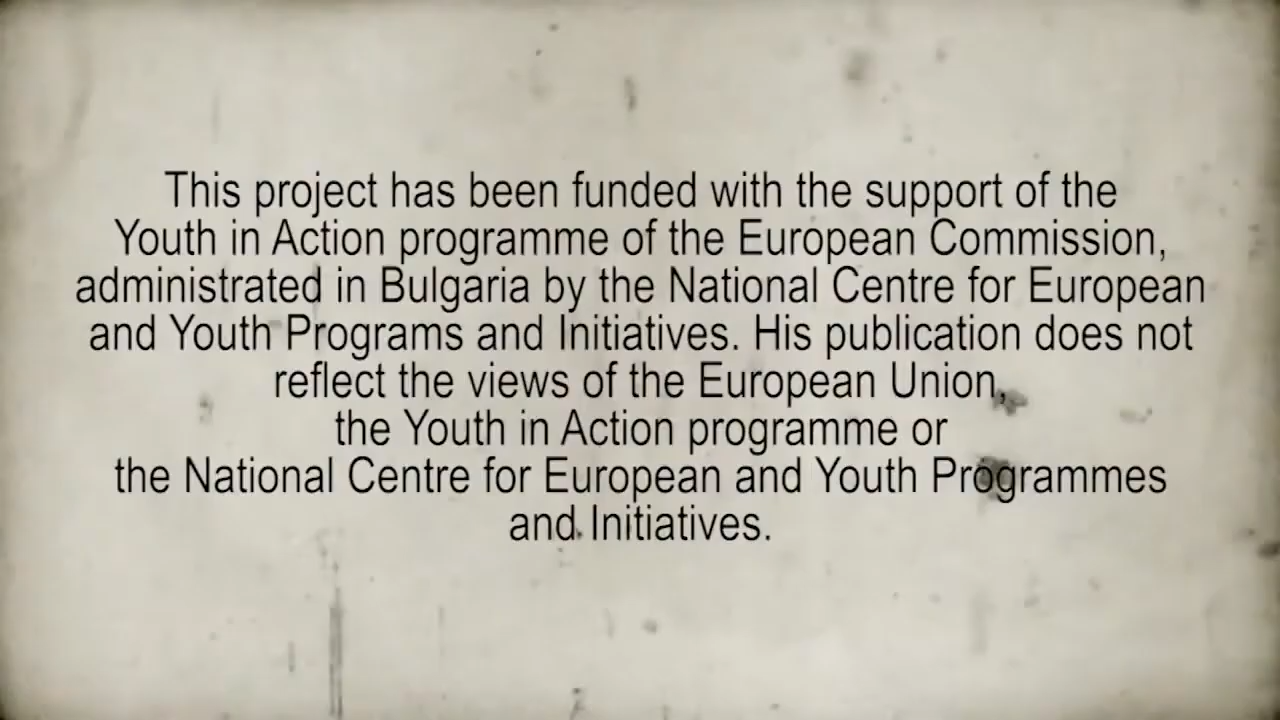 This project has been funded with the support of the
Youth in Action programme of the European Commission,
administrated in Bulgaria by the National Centre for European
and Youth Programs and Initiatives. His publication does not
reflect the views of the European Union,
the Youth in Action programme or
the National Centre for European and Youth Programmes
and Initiatives.